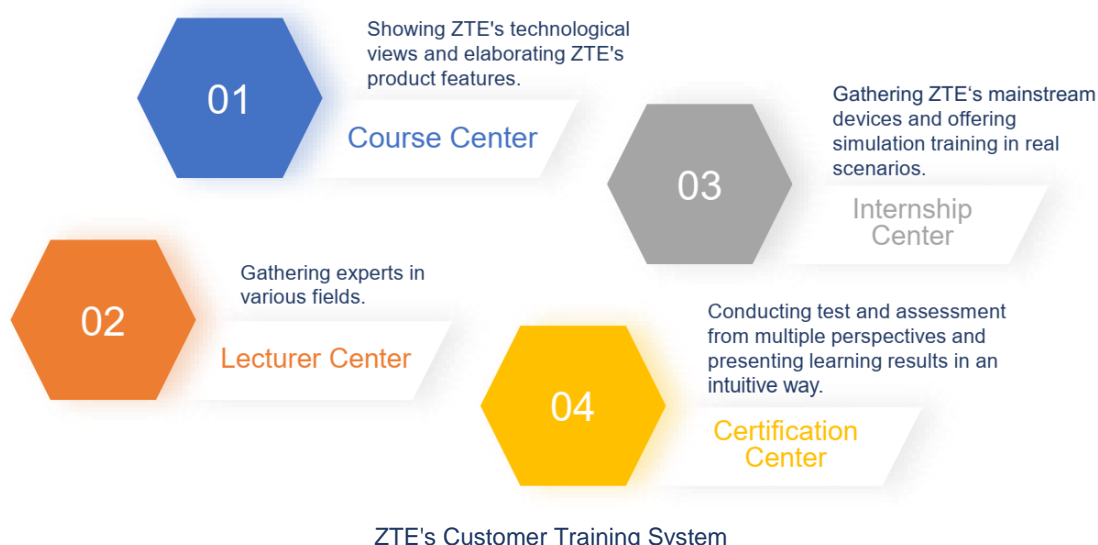 01
Showing ZTE's technological
views and elaborating ZTE's
product features.
Course Center
02
Gathering experts in
various fields.
Lecturer Center
03
Gathering ZTE‘s mainstream
devices and offering
simulation training in real
scenarios.
Internship
Center
04
Conducting test and assessment
from multiple perspectives and
presenting learning results in an
intuitive way.
Certification
Center
ZTE's Customer Training System